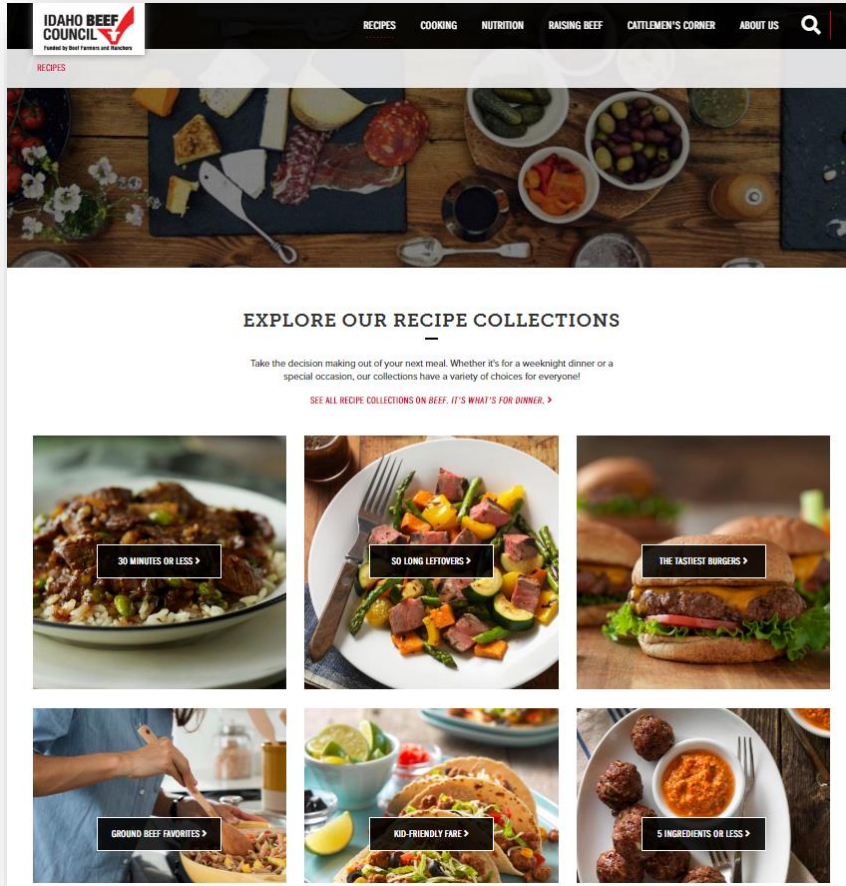 IDAHO BEEF
COUNCIL
Funded by Beef Farmers and Ranchers
RECIPES COOKING NUTRITION RAISING BEEF CATTLEMEN'S CORNER ABOUT US
RECIPES
EXPLORE OUR RECIPE COLLECTIONS
Take the decision making out of your next meal. Whether it's for a weeknight dinner or a
special occasion, our collections have a variety of choices for everyone!
SEE ALL RECIPE COLLECTIONS ON BEEF. IT'S WHAT'S FOR DINNER. >
30 MINUTES OR LESS > SO LONG LEFTOVERS > THE TASTIEST BURGERS >
GROUND BEEF FAVORITES > KID-FRIENDLY FARE > 5 INGREDIENTS OR LESS >